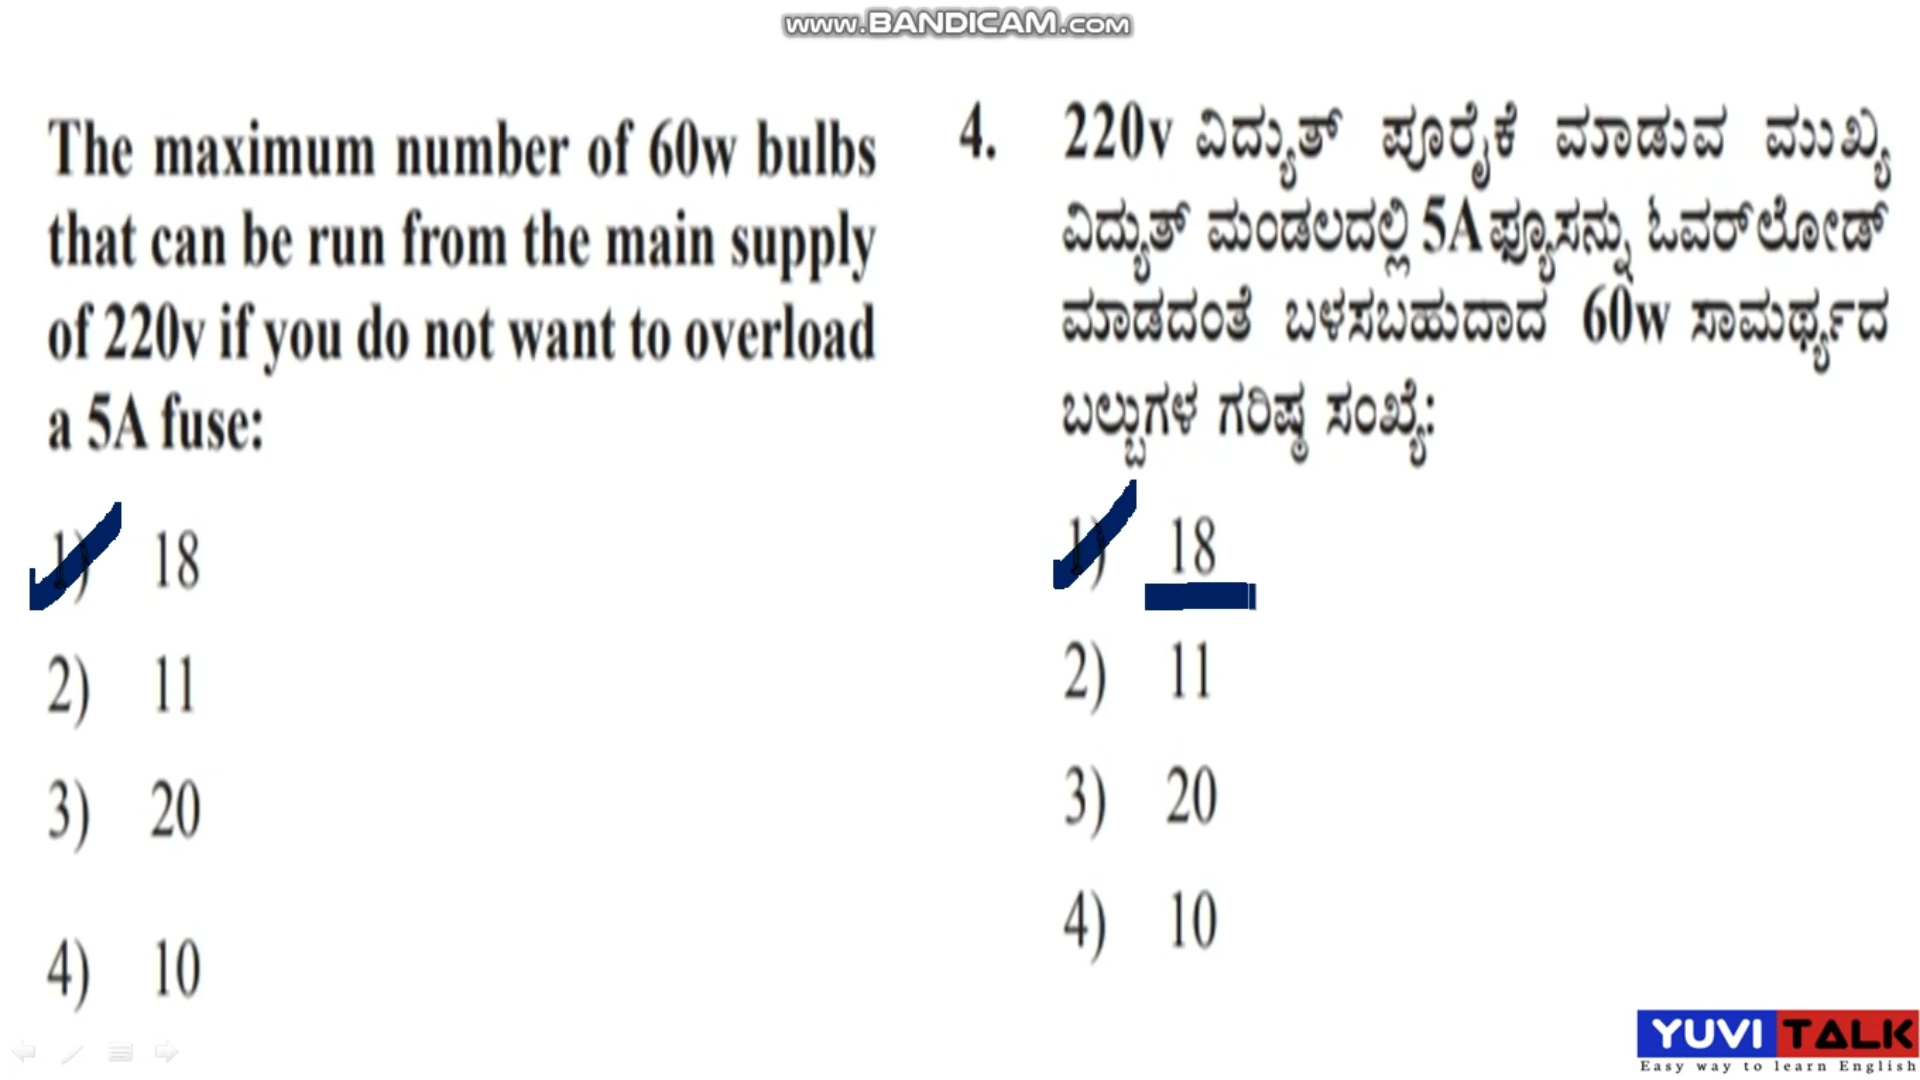 www.BANDICAM.com
The maximum number of 60w bulbs
that can be run from the main supply
of 220v if you do not want to overload
a 5A fuse:
1) 18
2) 11
3) 20
4) 10
4. 220v ವಿದ್ಯುತ್ ಪೂರೈಕೆ ಮಾಡುವ ಮುಖ್ಯ
ವಿದ್ಯುತ್ ಮಂಡಲದಲ್ಲಿ 5A ಫ್ಯೂಸನ್ನು ಓವರ್‌ಲೋಡ್
ಮಾಡದಂತೆ ಬಳಸಬಹುದಾದ 60w ಸಾಮರ್ಥ್ಯದ
ಬಲ್ಬುಗಳ ಗರಿಷ್ಠ ಸಂಖ್ಯೆ:
1) 18
2) 11
3) 20
4) 10
YUVI TALK
Easy way to learn English